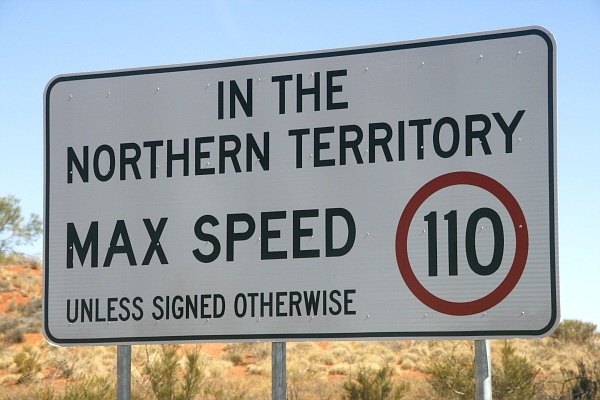 IN THE
NORTHERN TERRITORY
MAX SPEED 110
UNLESS SIGNED OTHERWISE